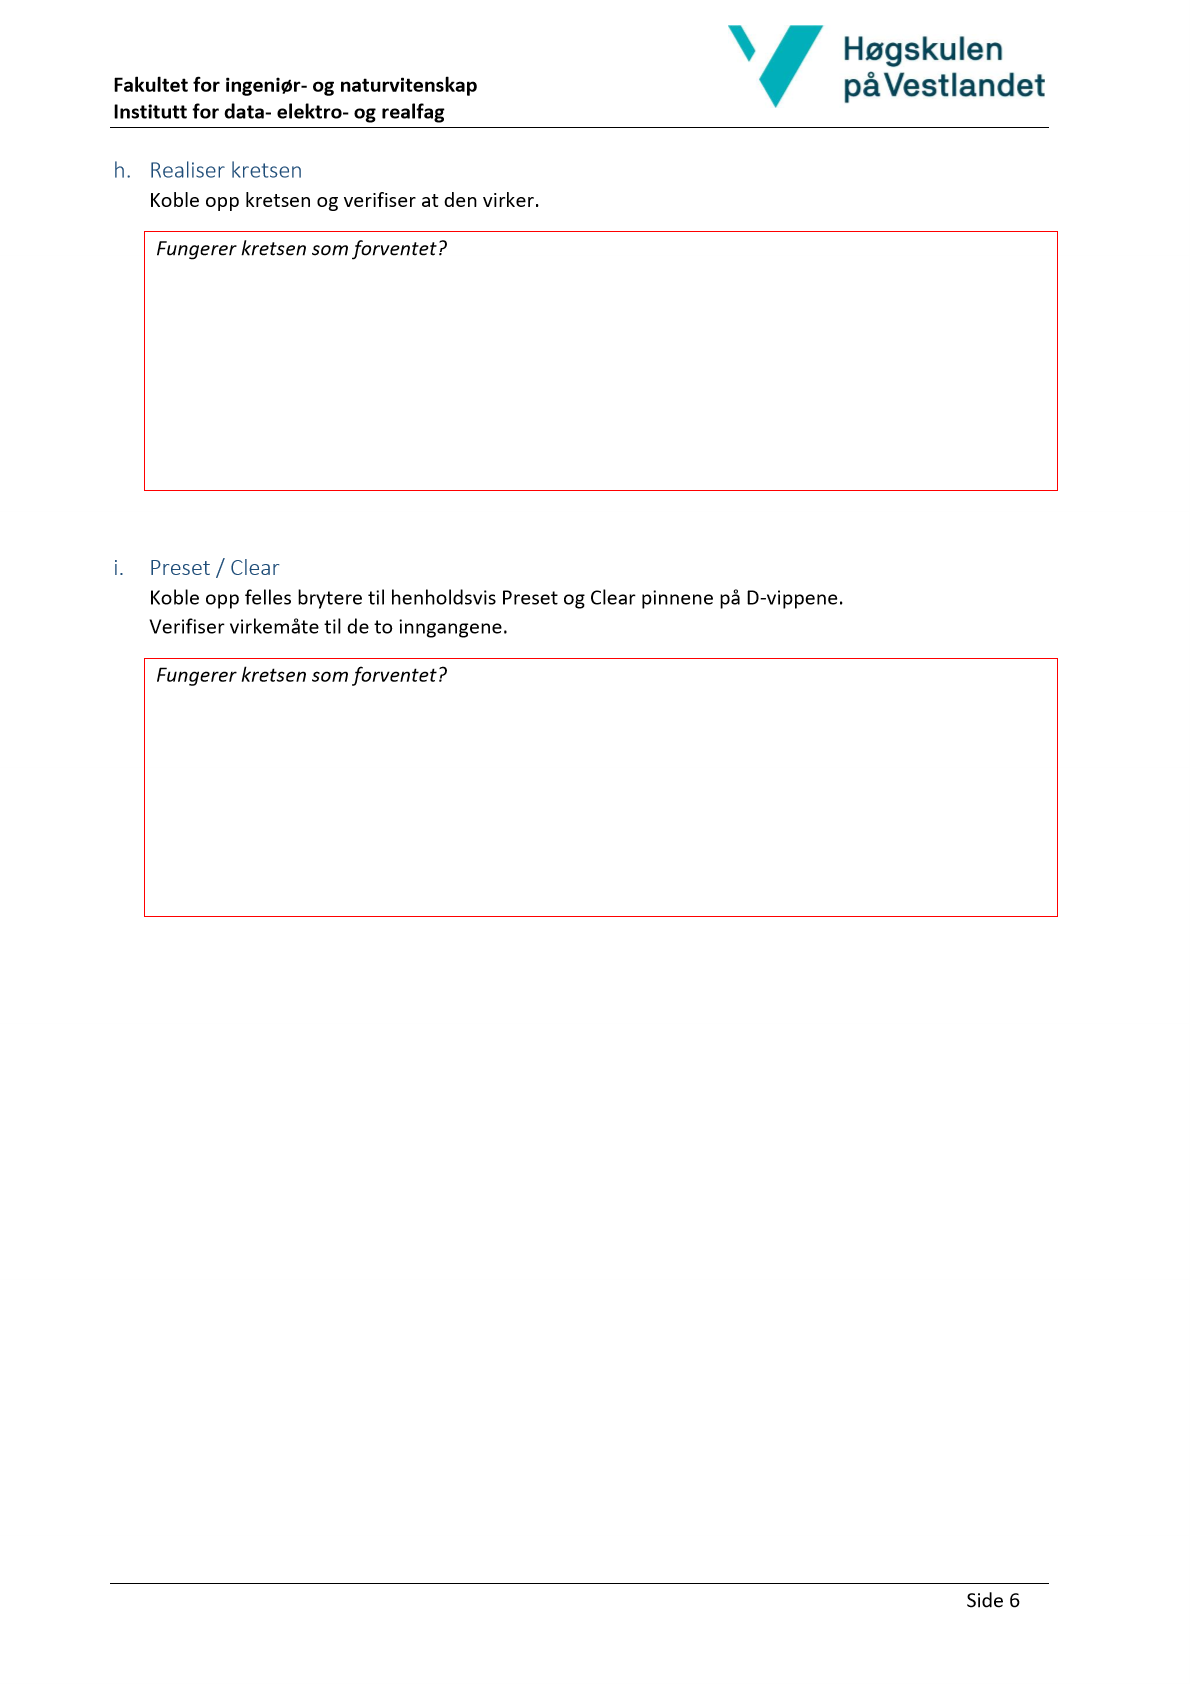 Fakultet for ingeniør- og naturvitenskap
Institutt for data- elektro- og realfag
Høgskulen
på Vestlandet
h. Realiser kretsen
Koble opp kretsen og verifiser at den virker.
Fungerer kretsen som forventet?
i. Preset / Clear
Koble opp felles brytere til henholdsvis Preset og Clear pinnene på D-vippene.
Verifiser virkemåte til de to inngangene.
Fungerer kretsen som forventet?
Side 6